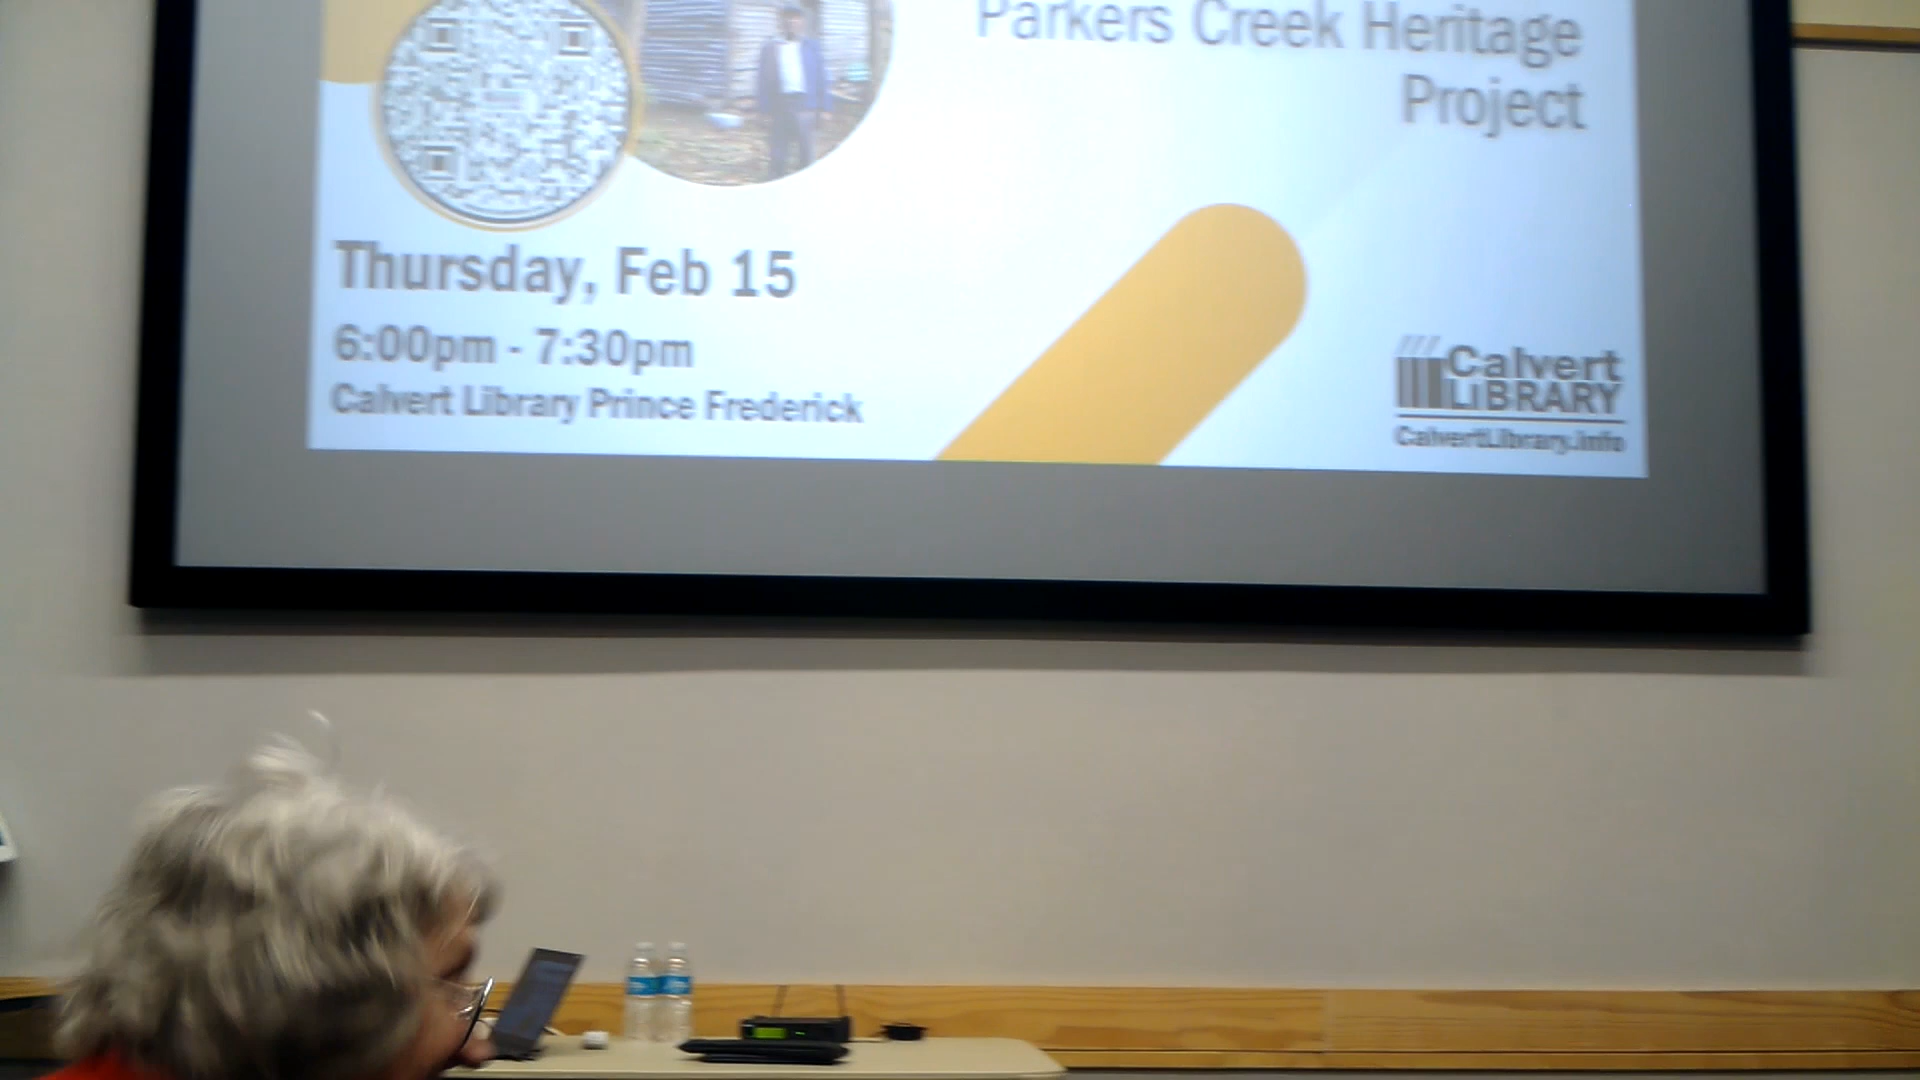 Parkers Creek Heritage
Project
Thursday, Feb 15
6:00pm - 7:30pm
Calvert Library Prince Frederick
Calvert
LiBRARY
CalvertLibrary.info